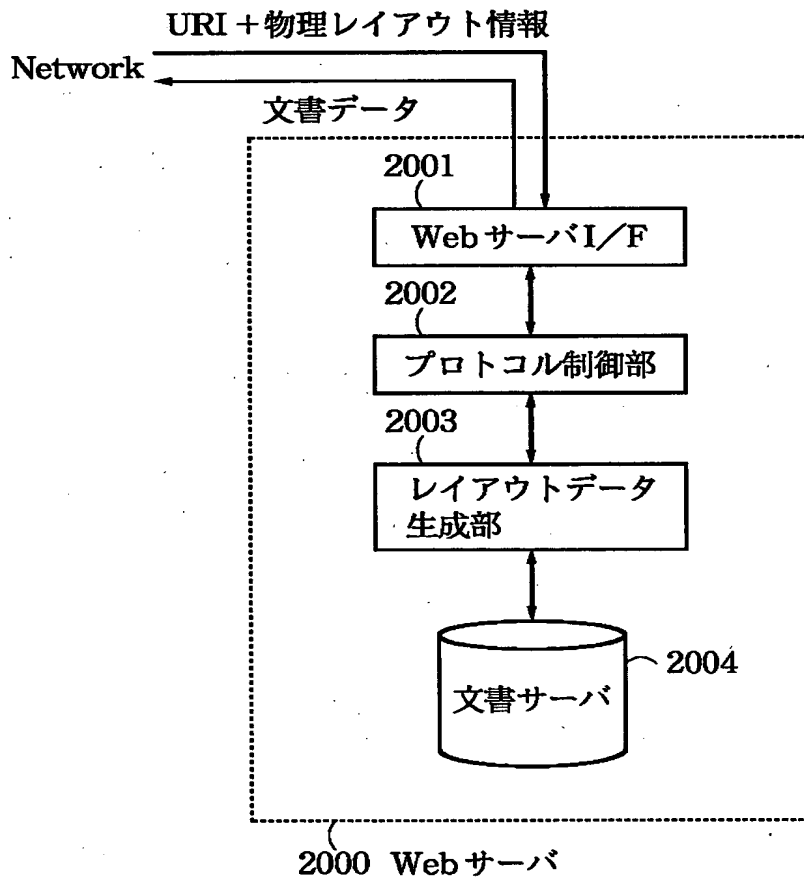 URI+物理レイアウト情報
Network
文書データ
2001
WebサーバI/F
2002
プロトコル制御部
2003
レイアウトデータ
生成部
2004
文書サーバ
2000 Webサーバ